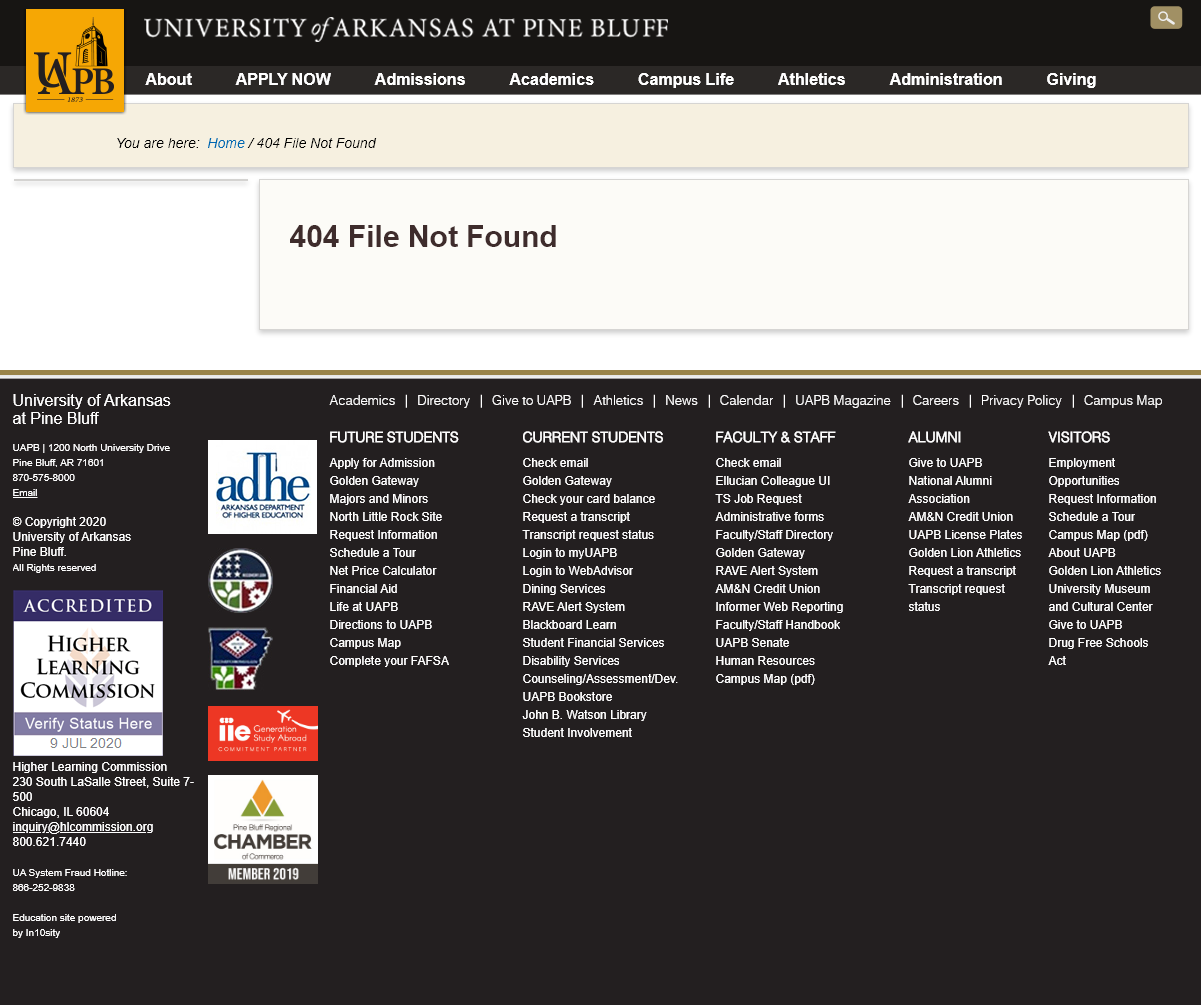 UNIVERSITY of ARKANSAS AT PINE BLUFF
UAPB
1873
About APPLY NOW Admissions Academics Campus Life Athletics Administration Giving
You are here: Home / 404 File Not Found
404 File Not Found
University of Arkansas
at Pine Bluff
UAPB | 1200 North University Drive
Pine Bluff, AR 71601
870-575-8000
Email
© Copyright 2020
University of Arkansas
Pine Bluff.
All Rights reserved
ACCREDITED
HIGHER
LEARNING
COMMISSION
Verify Status Here
9 JUL 2020
Higher Learning Commission
230 South LaSalle Street, Suite 7-
500
Chicago, IL 60604
inquiry@hlcommission.org
800.621.7440
UA System Fraud Hotline:
866-252-9838
Education site powered
by In10sity
adhe
ARKANSAS DEPARTMENT
OF HIGHER EDUCATION
iie Generation
Study Abroad
COMMITMENT PARTNER
Pine Bluff Regional
CHAMBER
of Commerce
MEMBER 2019
Academics | Directory | Give to UAPB | Athletics | News | Calendar | UAPB Magazine | Careers | Privacy Policy | Campus Map
FUTURE STUDENTS
Apply for Admission
Golden Gateway
Majors and Minors
North Little Rock Site
Request Information
Schedule a Tour
Net Price Calculator
Financial Aid
Life at UAPB
Directions to UAPB
Campus Map
Complete your FAFSA
CURRENT STUDENTS
Check email
Golden Gateway
Check your card balance
Request a transcript
Transcript request status
Login to myUAPB
Login to WebAdvisor
Dining Services
RAVE Alert System
Blackboard Learn
Student Financial Services
Disability Services
Counseling/Assessment/Dev.
UAPB Bookstore
John B. Watson Library
Student Involvement
FACULTY & STAFF
Check email
Ellucian Colleague UI
TS Job Request
Administrative forms
Faculty/Staff Directory
Golden Gateway
RAVE Alert System
AM&N Credit Union
Informer Web Reporting
Faculty/Staff Handbook
UAPB Senate
Human Resources
Campus Map (pdf)
ALUMNI
Give to UAPB
National Alumni
Association
AM&N Credit Union
UAPB License Plates
Golden Lion Athletics
Request a transcript
Transcript request
status
VISITORS
Employment
Opportunities
Request Information
Schedule a Tour
Campus Map (pdf)
About UAPB
Golden Lion Athletics
University Museum
and Cultural Center
Give to UAPB
Drug Free Schools
Act